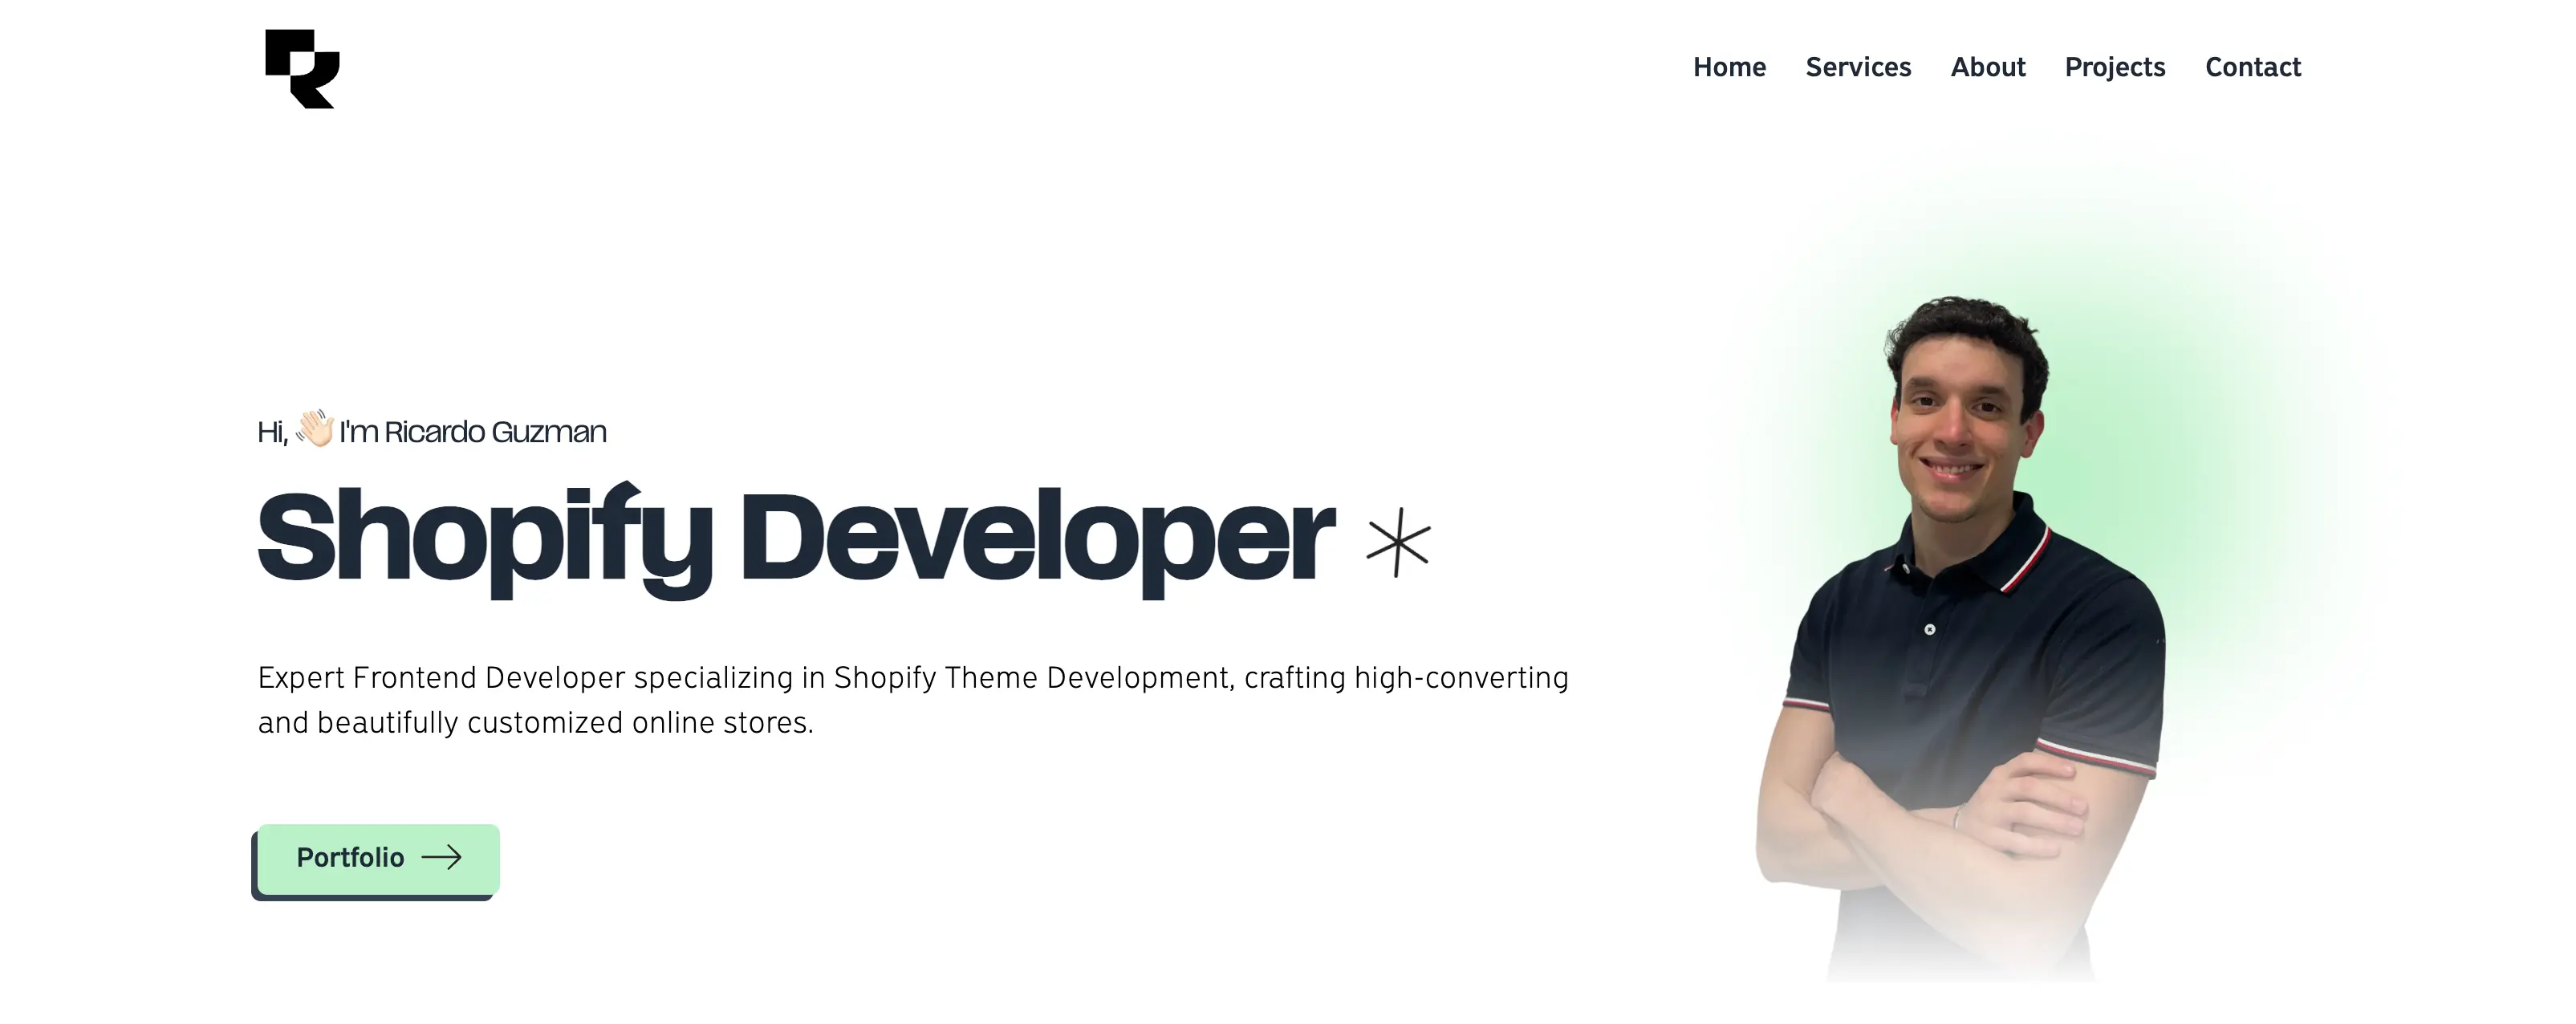 Home Services About Projects Contact
Hi, 👋🏻 I'm Ricardo Guzman
Shopify Developer
Expert Frontend Developer specializing in Shopify Theme Development, crafting high-converting
and beautifully customized online stores.
Portfolio →